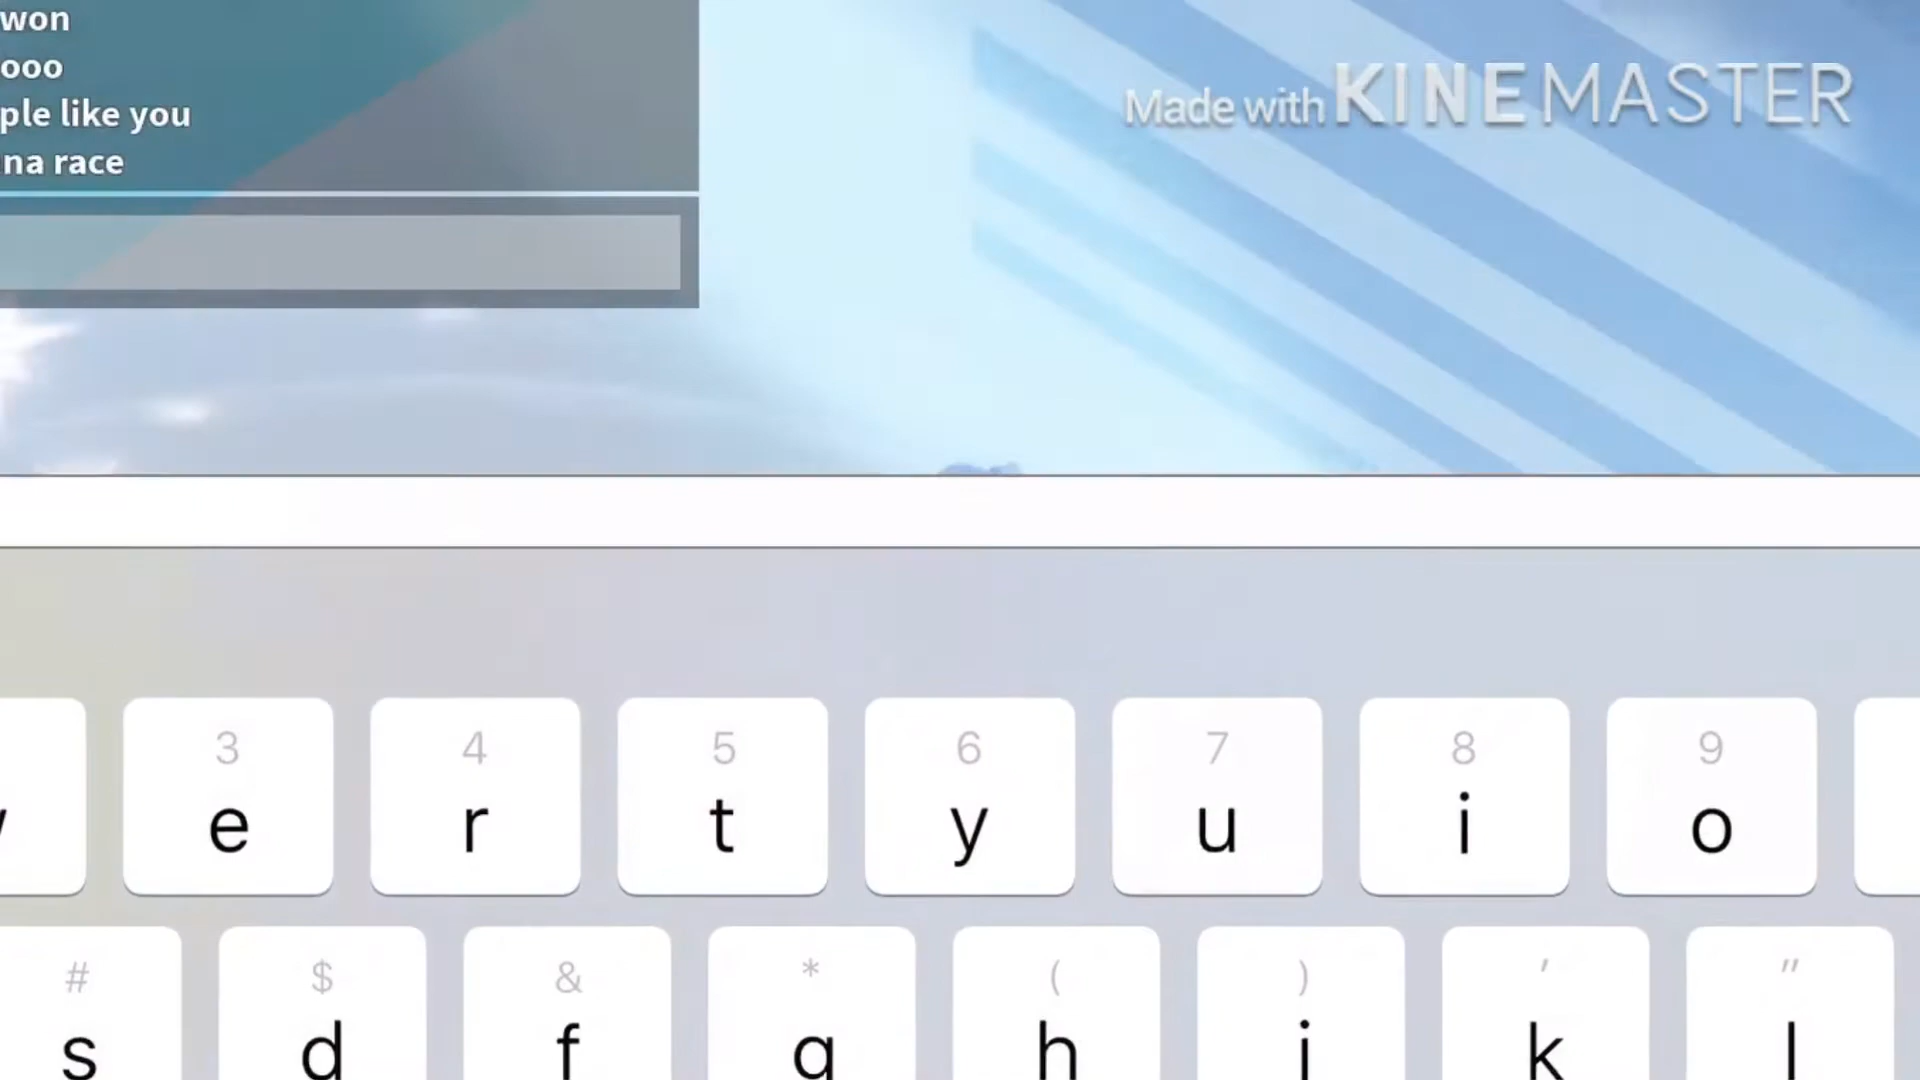 won
ooo
ple like you
na race
Made with KINEMASTER
3 4 5 6 7 8 9
e r t y u i o
# $ & * ( ) ' "
s d f g h j k l